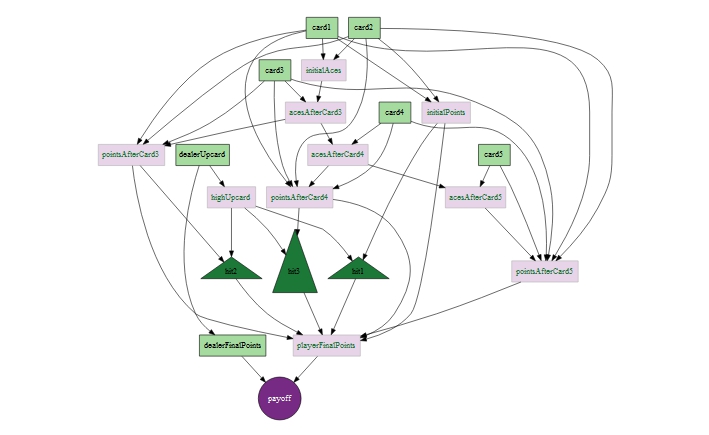 card1
card2
card3
initialAces
acesAfterCard3
card4
initialPoints
pointsAfterCard3
dealerUpcard
acesAfterCard4
card5
highUpcard
pointsAfterCard4
acesAfterCard5
hit2
hit3
hit1
pointsAfterCard5
dealerFinalPoints
playerFinalPoints
payoff